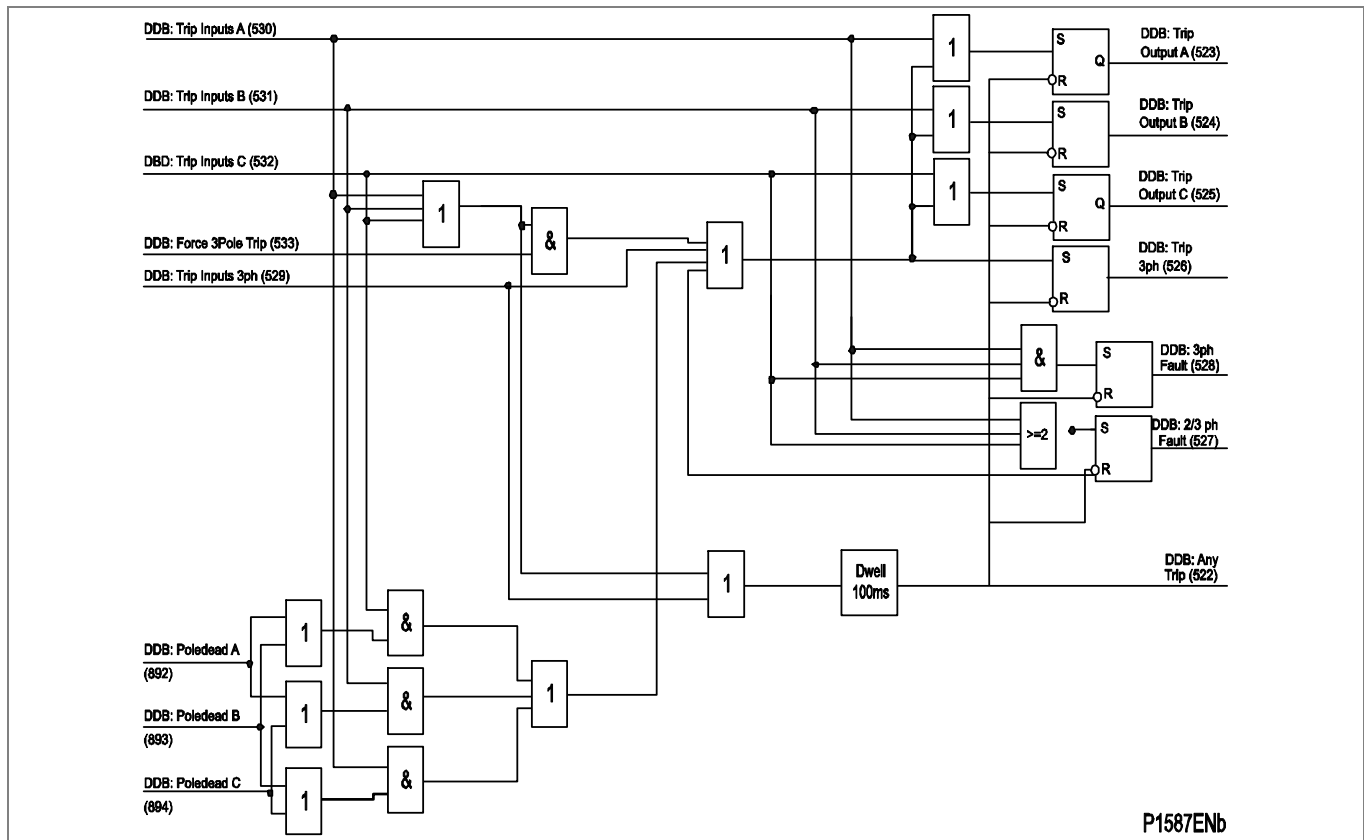 DDB: Trip Inputs A (530)
DDB: Trip Inputs B (531)
DBD: Trip Inputs C (532)
DDB: Force 3Pole Trip (533)
DDB: Trip Inputs 3ph (529)
1
&
1
1
1
1
S
Q
R
DDB: Trip
Output A (523)
S
R
DDB: Trip
Output B (524)
S
Q
R
DDB: Trip
Output C (525)
S
R
DDB: Trip
3ph (526)
&
S
R
DDB: 3ph
Fault (528)
>=2
S
R
DDB: 2/3 ph
Fault (527)
1
Dwell
100ms
DDB: Any
Trip (522)
DDB: Poledead A
(892)
DDB: Poledead B
(893)
DDB: Poledead C
(894)
1
1
1
&
&
&
1
P1587ENb